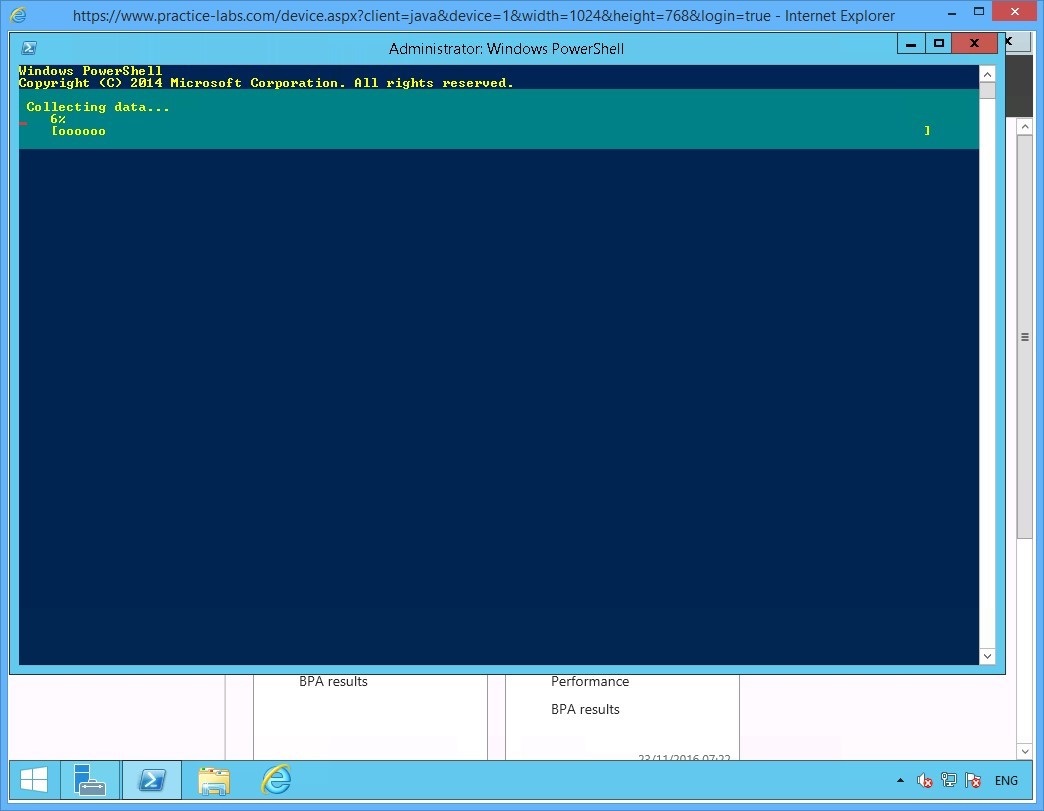 https://www.practice-labs.com/device.aspx?client=java&device=1&width=1024&height=768&login=true - Internet Explorer
Administrator: Windows PowerShell
Windows PowerShell
Copyright (C) 2014 Microsoft Corporation. All rights reserved.
Collecting data...
6%
[oooooo ]
BPA results
Performance
BPA results
23/11/2016 07:22
ENG